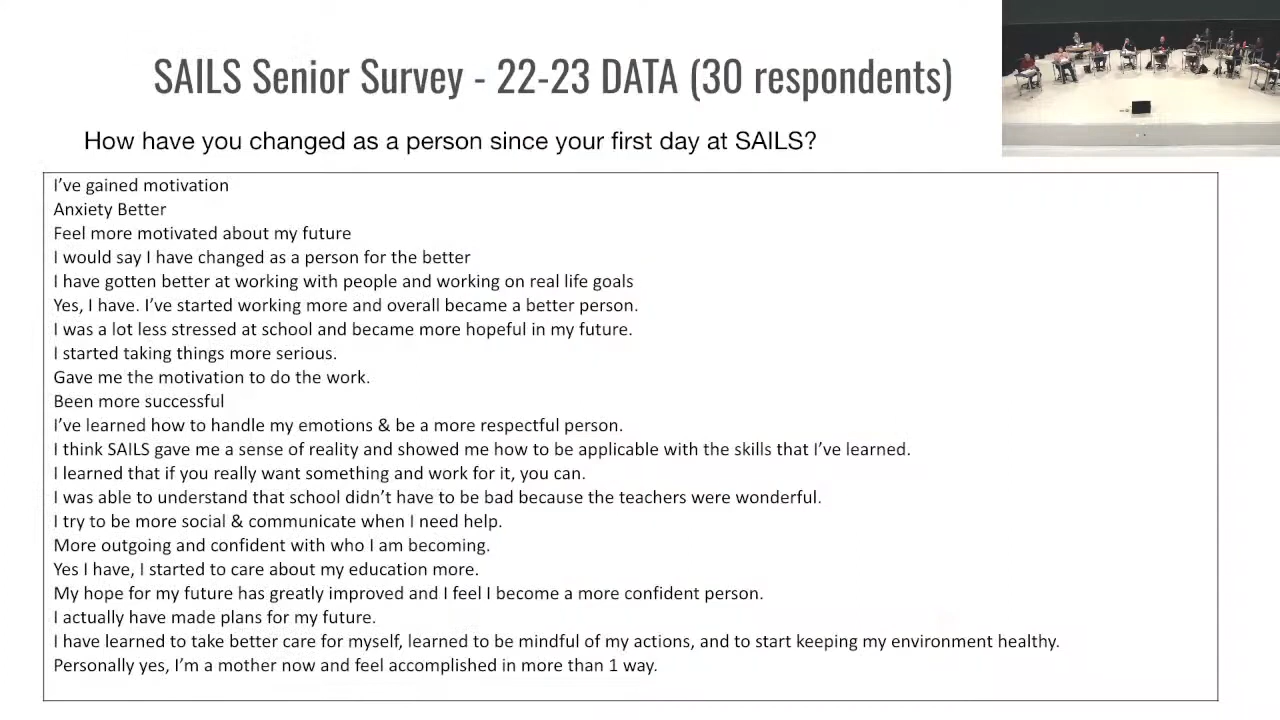 SAILS Senior Survey - 22-23 DATA (30 respondents)
How have you changed as a person since your first day at SAILS?
I've gained motivation
Anxiety Better
Feel more motivated about my future
I would say I have changed as a person for the better
I have gotten better at working with people and working on real life goals
Yes, I have. I've started working more and overall became a better person.
I was a lot less stressed at school and became more hopeful in my future.
I started taking things more serious.
Gave me the motivation to do the work.
Been more successful
I've learned how to handle my emotions & be a more respectful person.
I think SAILS gave me a sense of reality and showed me how to be applicable with the skills that I've learned.
I learned that if you really want something and work for it, you can.
I was able to understand that school didn't have to be bad because the teachers were wonderful.
I try to be more social & communicate when I need help.
More outgoing and confident with who I am becoming.
Yes I have, I started to care about my education more.
My hope for my future has greatly improved and I feel I become a more confident person.
I actually have made plans for my future.
I have learned to take better care for myself, learned to be mindful of my actions, and to start keeping my environment healthy.
Personally yes, I'm a mother now and feel accomplished in more than 1 way.